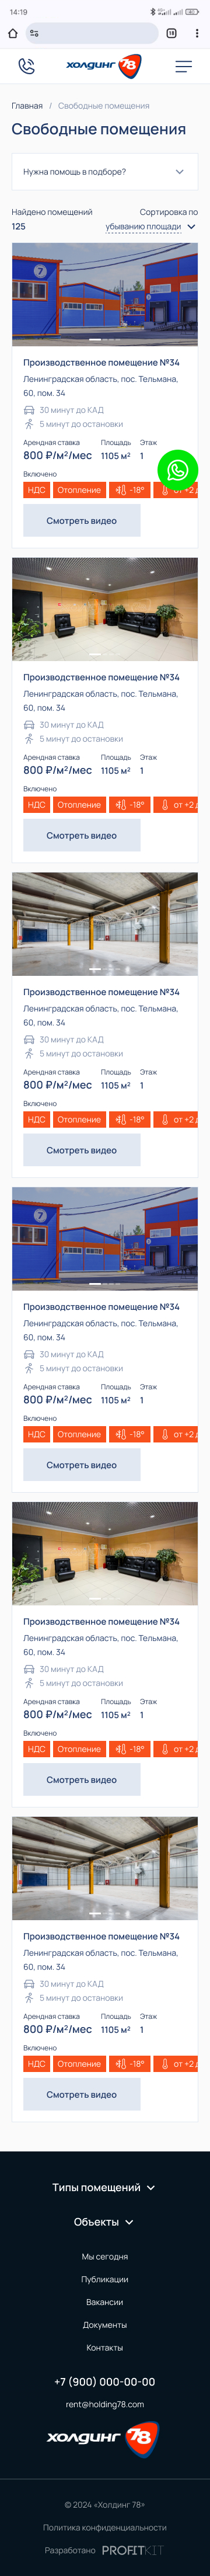 14:19
холдинг 78
Главная / Свободные помещения
Свободные помещения
Нужна помощь в подборе?
Найдено помещений
125
Сортировка по
убыванию площади
7
Производственное помещение №34
Ленинградская область, пос. Тельмана,
60, пом. 34
30 минут до КАД
5 минут до остановки
Арендная ставка Площадь Этаж
800 ₽/м²/мес 1105 м² 1
Включено
НДС Отопление -18° от +2 д
Смотреть видео
Производственное помещение №34
Ленинградская область, пос. Тельмана,
60, пом. 34
30 минут до КАД
5 минут до остановки
Арендная ставка Площадь Этаж
800 ₽/м²/мес 1105 м² 1
Включено
НДС Отопление -18° от +2 д
Смотреть видео
Производственное помещение №34
Ленинградская область, пос. Тельмана,
60, пом. 34
30 минут до КАД
5 минут до остановки
Арендная ставка Площадь Этаж
800 ₽/м²/мес 1105 м² 1
Включено
НДС Отопление -18° от +2 д
Смотреть видео
7
Производственное помещение №34
Ленинградская область, пос. Тельмана,
60, пом. 34
30 минут до КАД
5 минут до остановки
Арендная ставка Площадь Этаж
800 ₽/м²/мес 1105 м² 1
Включено
НДС Отопление -18° от +2 д
Смотреть видео
Производственное помещение №34
Ленинградская область, пос. Тельмана,
60, пом. 34
30 минут до КАД
5 минут до остановки
Арендная ставка Площадь Этаж
800 ₽/м²/мес 1105 м² 1
Включено
НДС Отопление -18° от +2 д
Смотреть видео
Производственное помещение №34
Ленинградская область, пос. Тельмана,
60, пом. 34
30 минут до КАД
5 минут до остановки
Арендная ставка Площадь Этаж
800 ₽/м²/мес 1105 м² 1
Включено
НДС Отопление -18° от +2 д
Смотреть видео
Типы помещений
Объекты
Мы сегодня
Публикации
Вакансии
Документы
Контакты
+7 (900) 000-00-00
rent@holding78.com
холдинг 78
© 2024 «Холдинг 78»
Политика конфиденциальности
Разработано PROFITKIT